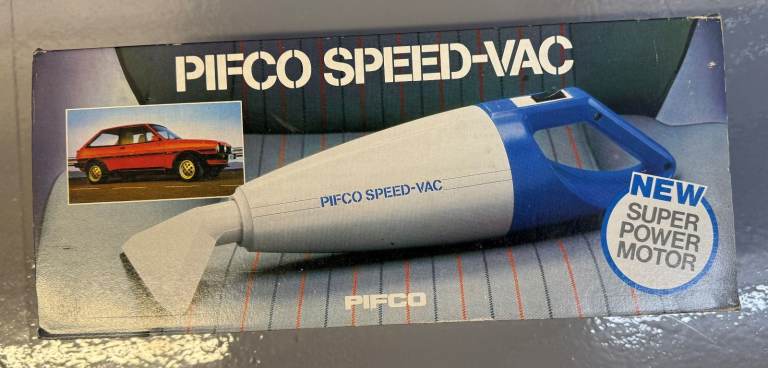 PIFCO SPEED-VAC
PIFCO SPEED-VAC
NEW
SUPER
POWER
MOTOR
PIFCO